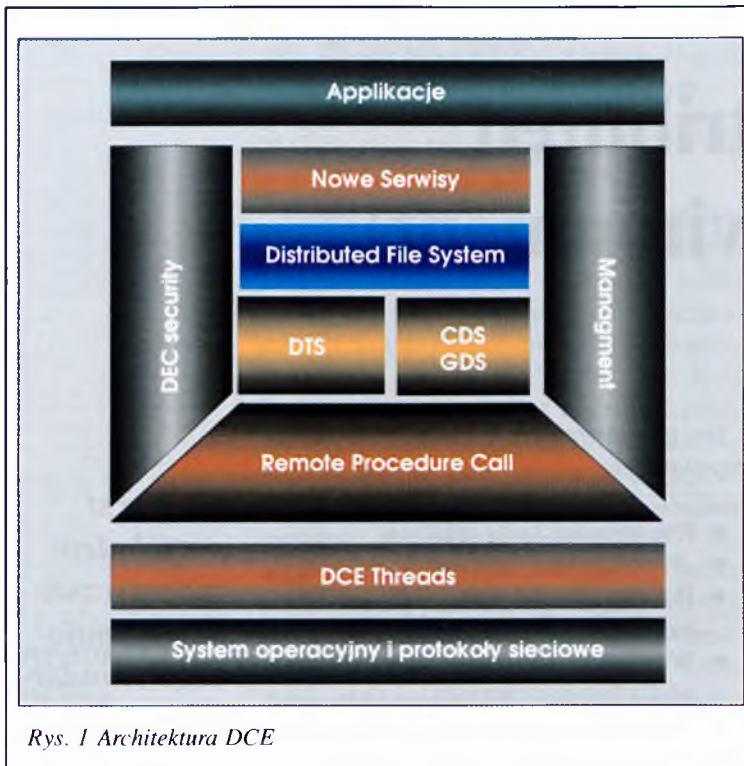 Applikacje
Nowe Serwisy
Distributed File System
DEC security
DTS
CDS
GDS
Managment
Remote Procedure Call
DCE Threads
System operacyjny i protokoły sieciowe
Rys. 1 Architektura DCE